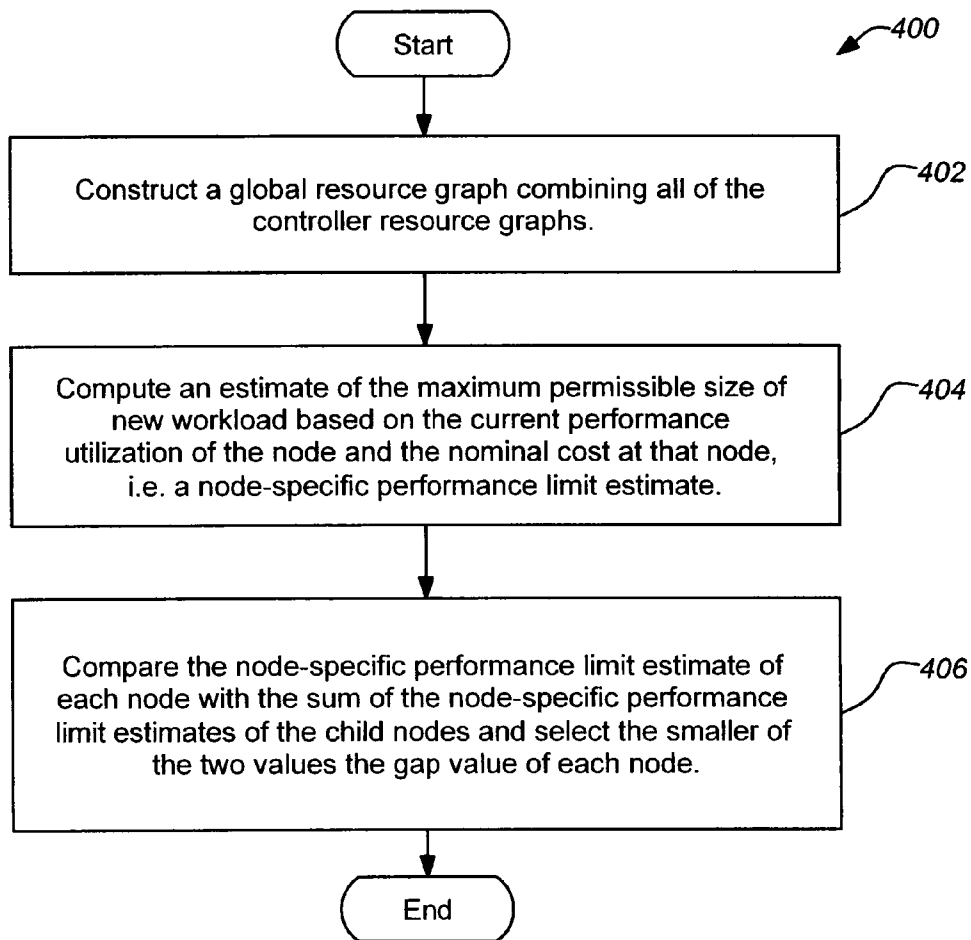 Start
400
Construct a global resource graph combining all of the
controller resource graphs.
402
Compute an estimate of the maximum permissible size of
new workload based on the current performance
utilization of the node and the nominal cost at that node,
i.e. a node-specific performance limit estimate.
404
Compare the node-specific performance limit estimate of
each node with the sum of the node-specific performance
limit estimates of the child nodes and select the smaller of
the two values the gap value of each node.
406
End